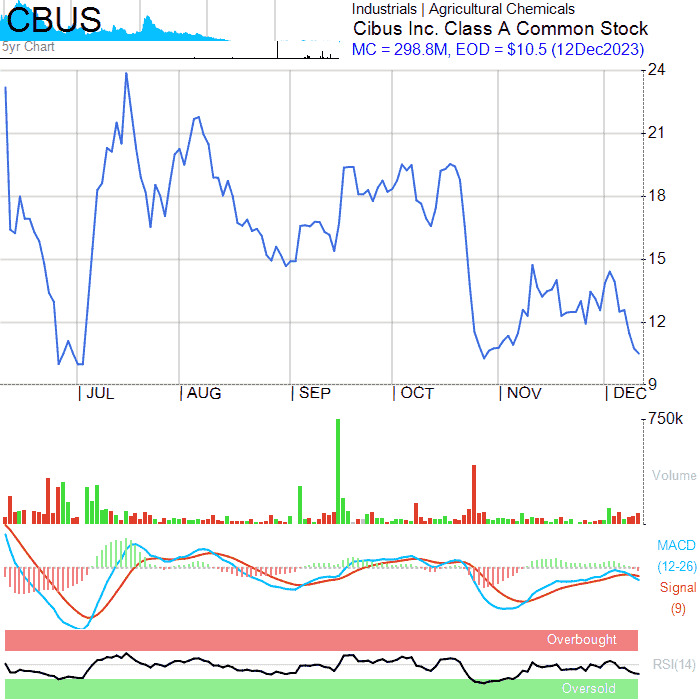 CBUS
5yr Chart
Industrials | Agricultural Chemicals
Cibus Inc. Class A Common Stock
MC = 298.8M, EOD = $10.5 (12Dec2023)
24
21
18
15
12
9
JUL AUG SEP OCT NOV DEC
750k
Volume
MACD
(12-26)
Signal
(9)
Overbought
RSI(14)
Oversold